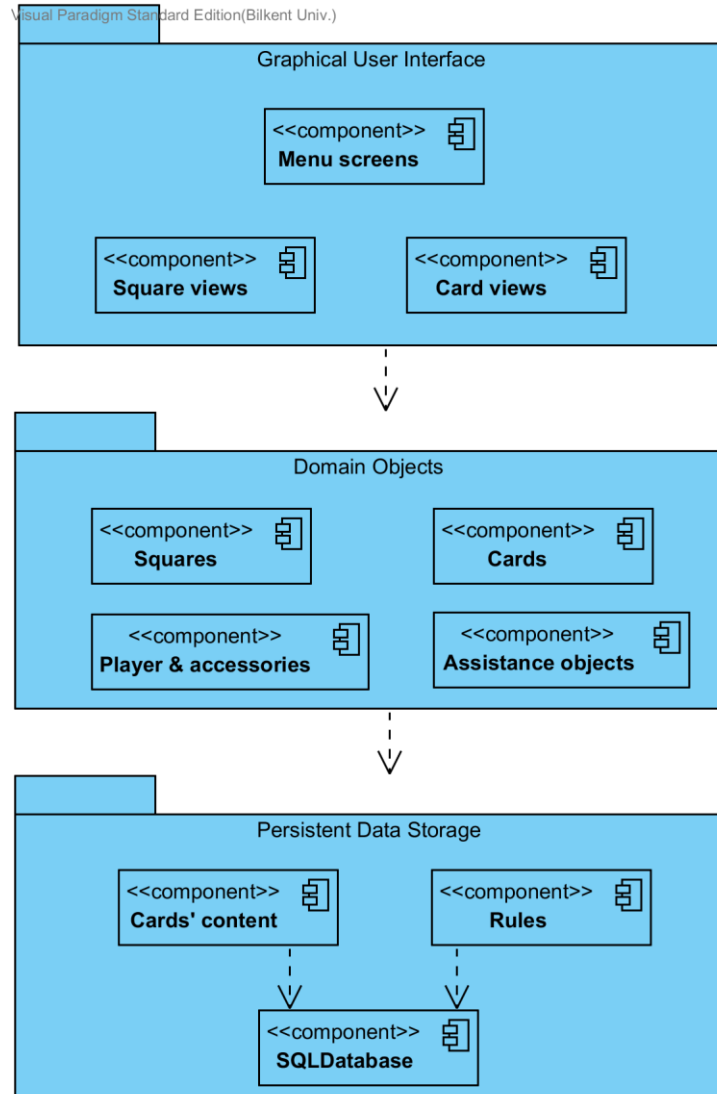 Visual Paradigm Standard Edition(Bilkent Univ.)
Graphical User Interface
<<component>>
Menu screens
<<component>>
Square views
<<component>>
Card views
Domain Objects
<<component>>
Squares
<<component>>
Cards
<<component>>
Player & accessories
<<component>>
Assistance objects
Persistent Data Storage
<<component>>
Cards' content
<<component>>
Rules
<<component>>
SQLDatabase